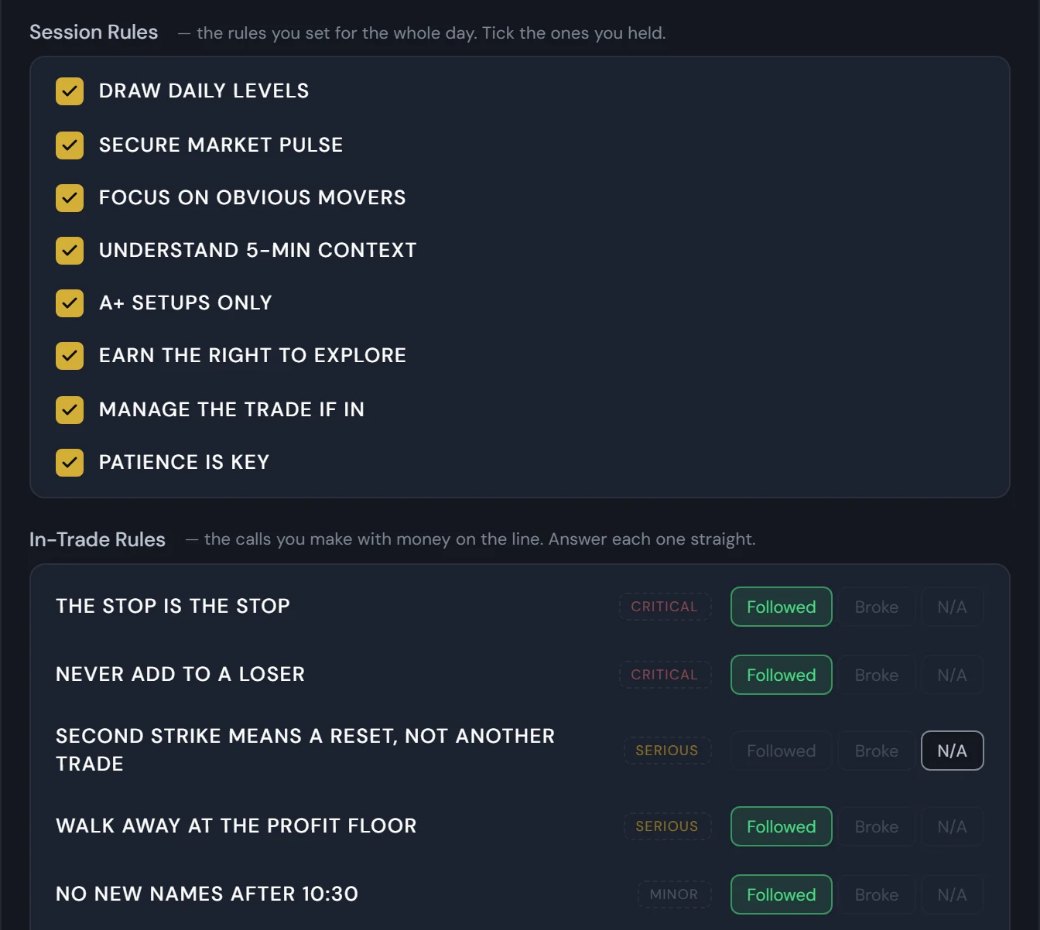 Session Rules — the rules you set for the whole day. Tick the ones you held.
DRAW DAILY LEVELS
SECURE MARKET PULSE
FOCUS ON OBVIOUS MOVERS
UNDERSTAND 5-MIN CONTEXT
A+ SETUPS ONLY
EARN THE RIGHT TO EXPLORE
MANAGE THE TRADE IF IN
PATIENCE IS KEY
In-Trade Rules — the calls you make with money on the line. Answer each one straight.
THE STOP IS THE STOP CRITICAL Followed Broke N/A
NEVER ADD TO A LOSER CRITICAL Followed Broke N/A
SECOND STRIKE MEANS A RESET, NOT ANOTHER
TRADE
SERIOUS Followed Broke N/A
WALK AWAY AT THE PROFIT FLOOR SERIOUS Followed Broke N/A
NO NEW NAMES AFTER 10:30 MINOR Followed Broke N/A